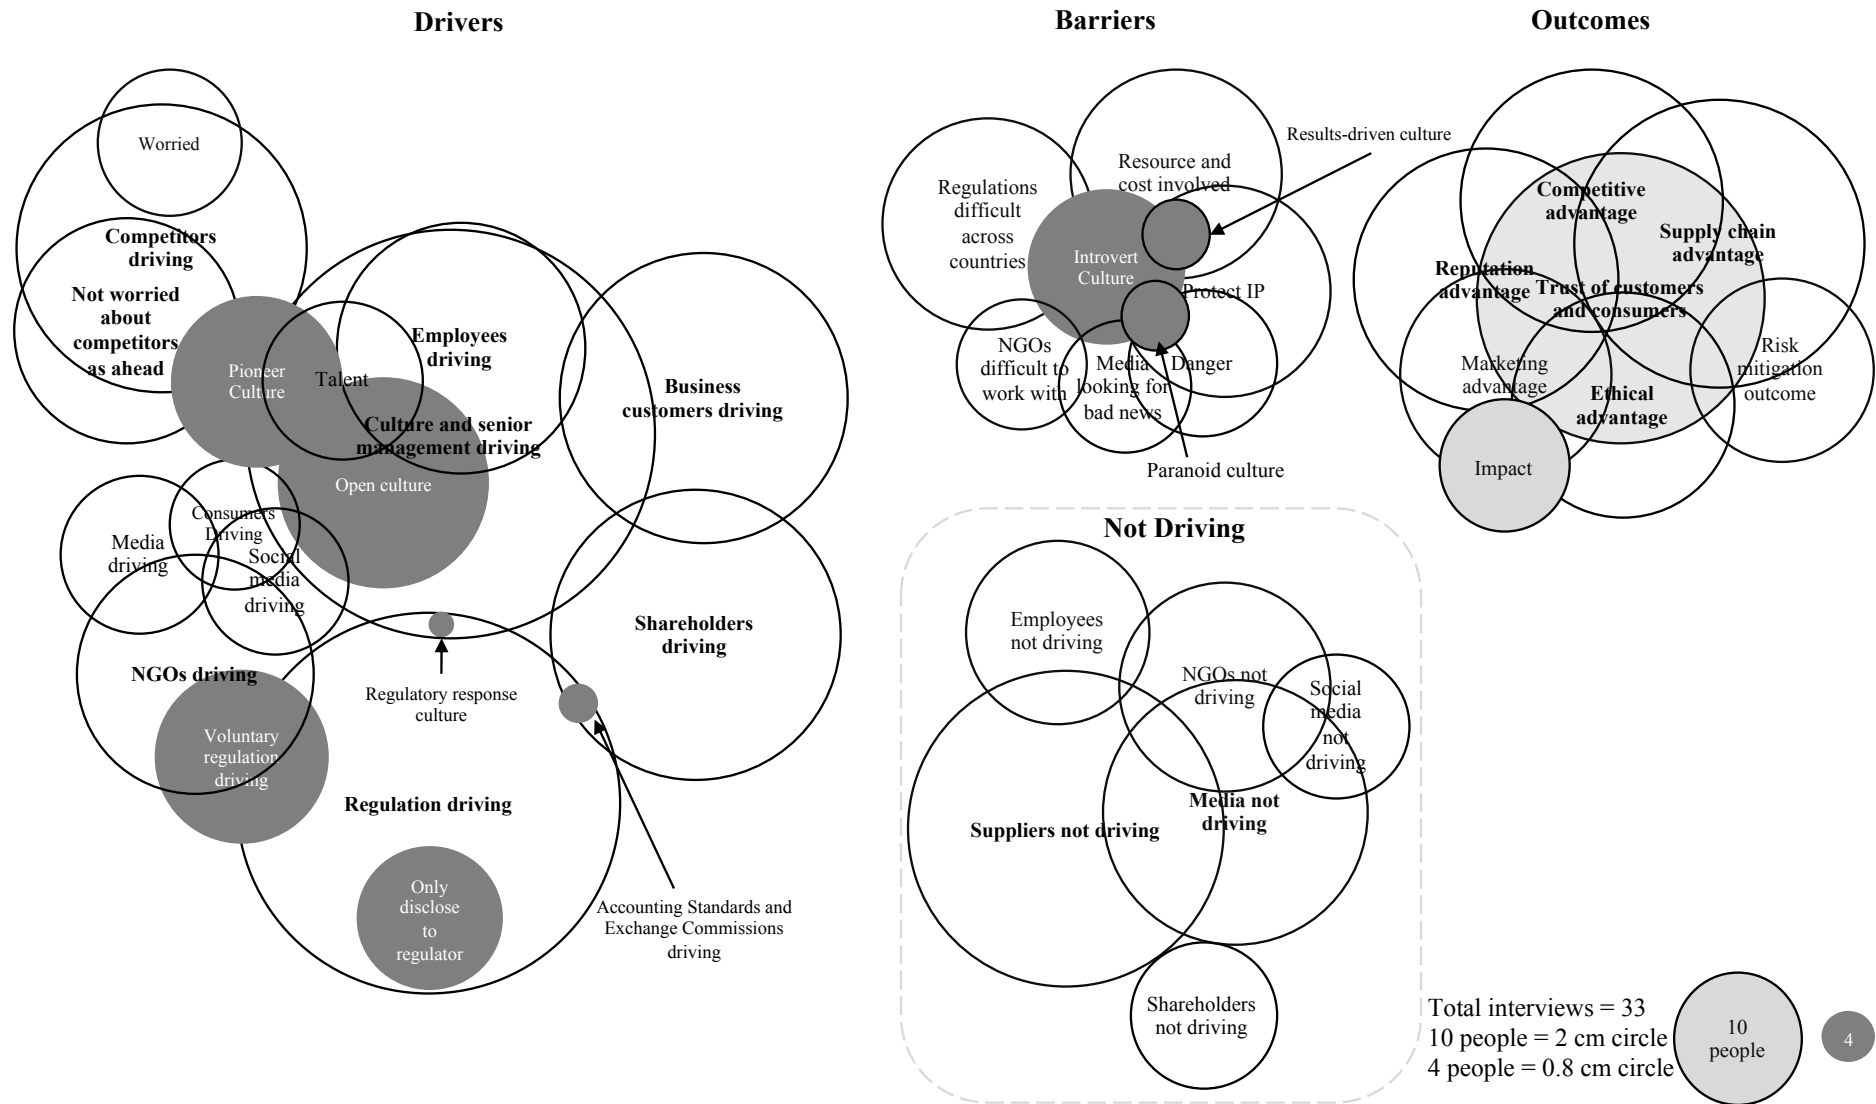 Drivers
Worried
Competitors
driving
Not worried
about
competitors
as ahead
Pioneer
Culture
Talent
Employees
driving
Culture and senior
management driving
Open culture
Business
customers driving
Media
driving
Consumers
Driving
Social
media
driving
NGOs driving
Voluntary
regulation
driving
Regulatory response
culture
Shareholders
driving
Regulation driving
Only
disclose
to
regulator
Accounting Standards and
Exchange Commissions
driving
Barriers
Regulations
difficult
across
countries
Resource and
cost involved
Results-driven culture
Introvert
Culture
Protect IP
NGOs
difficult to
work with
Media
looking for
bad news
Danger
Paranoid culture
Outcomes
Competitive
advantage
Supply chain
advantage
Reputation
advantage
Trust of customers
and consumers
Marketing
advantage
Ethical
advantage
Risk
mitigation
outcome
Impact
Not Driving
Employees
not driving
NGOs not
driving
Social
media
not
driving
Suppliers not driving
Media not
driving
Shareholders
not driving
Total interviews = 33
10 people = 2 cm circle
4 people = 0.8 cm circle
10
people
4